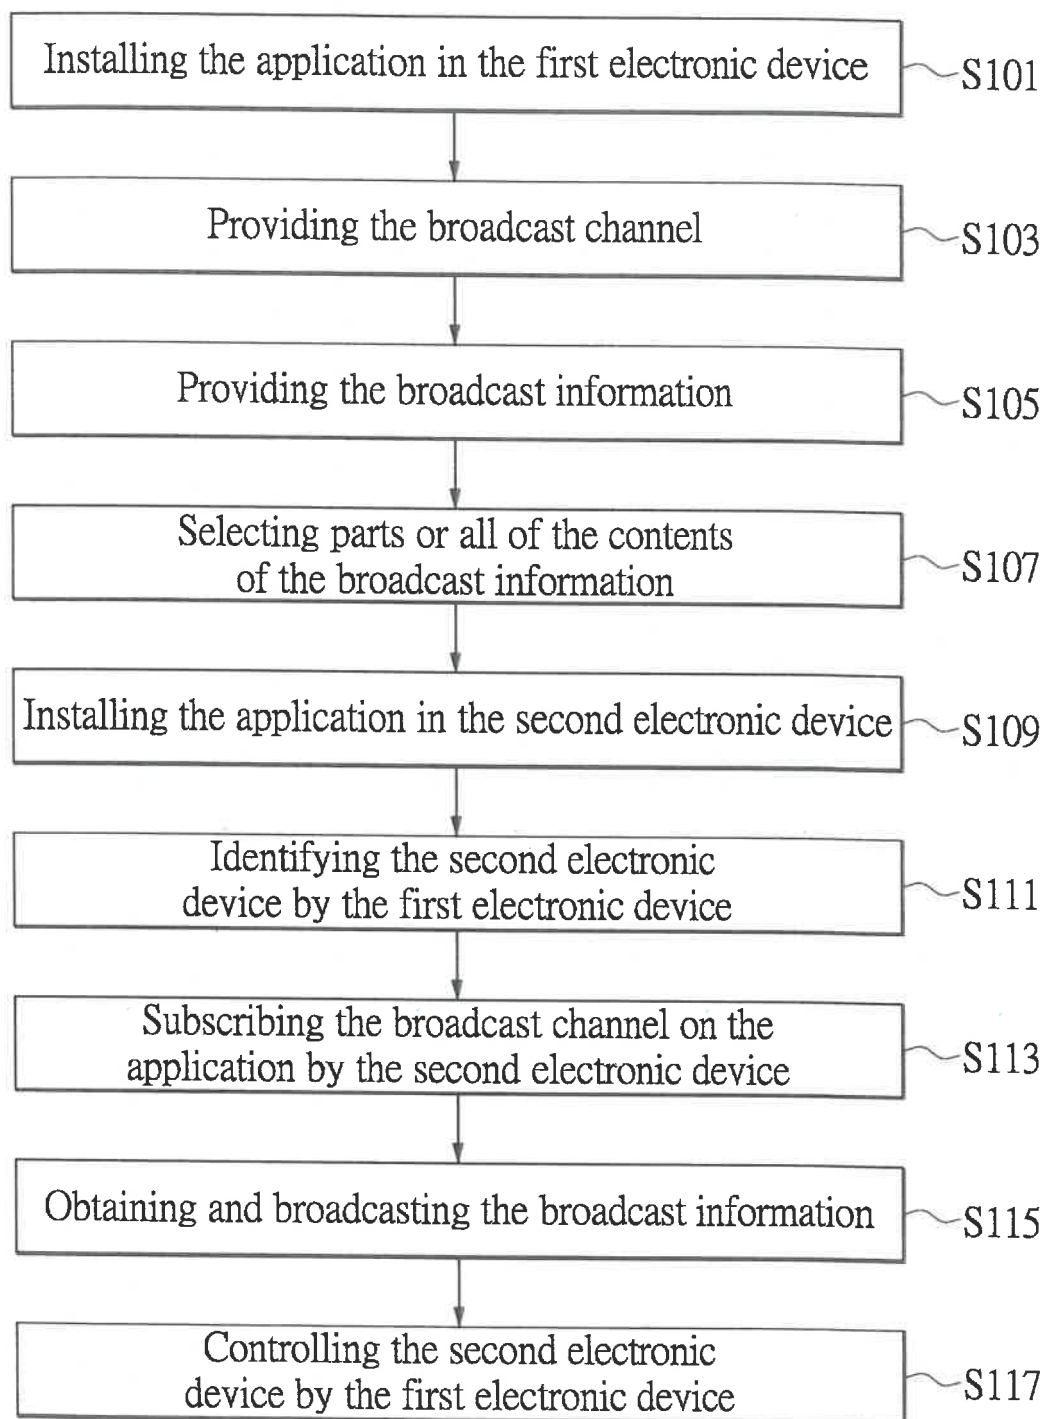 Installing the application in the first electronic device
S101
Providing the broadcast channel
S103
Providing the broadcast information
S105
Selecting parts or all of the contents
of the broadcast information
S107
Installing the application in the second electronic device
S109
Identifying the second electronic
device by the first electronic device
S111
Subscribing the broadcast channel on the
application by the second electronic device
S113
Obtaining and broadcasting the broadcast information
S115
Controlling the second electronic
device by the first electronic device
S117